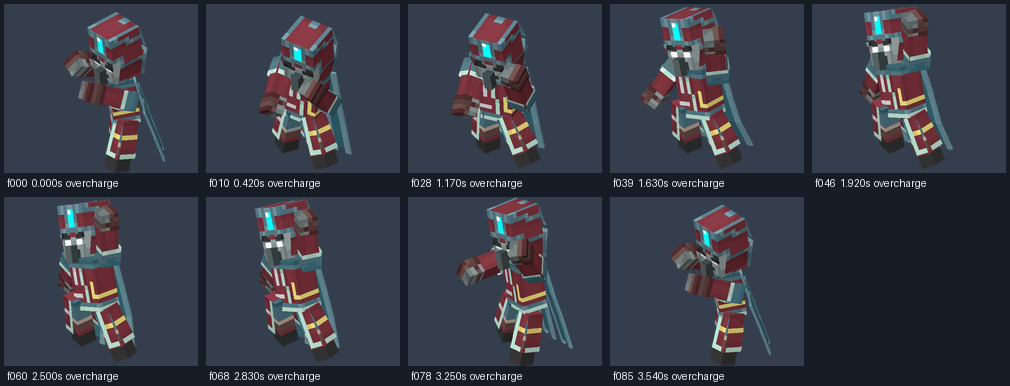 f000 0.000s overcharge
f010 0.420s overcharge
f028 1.170s overcharge
f039 1.630s overcharge
f046 1.920s overcharge
f060 2.500s overcharge
f068 2.830s overcharge
f078 3.250s overcharge
f085 3.540s overcharge